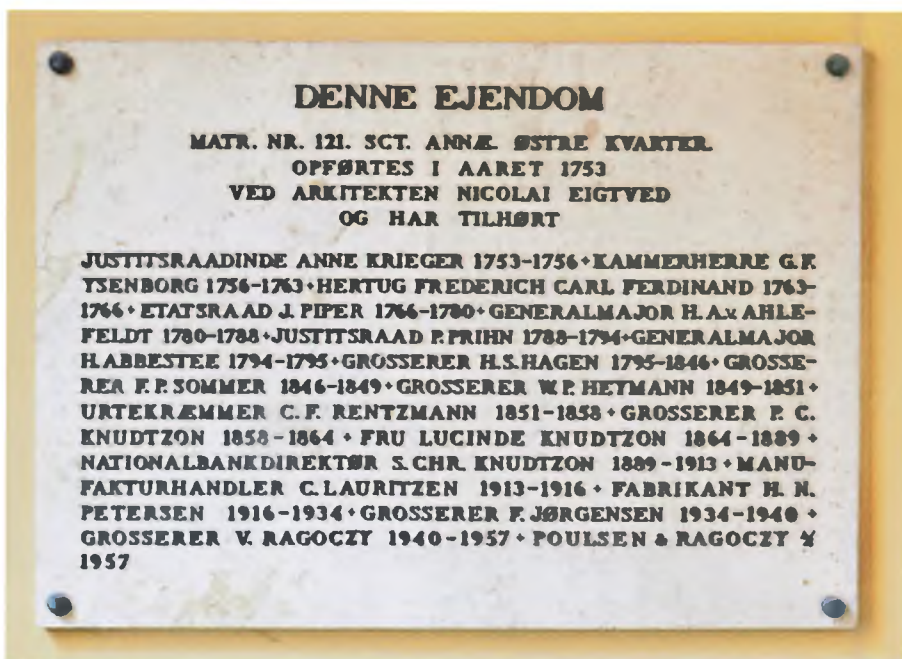 DENNE EJENDOM
MATR. NR. 121. SCT. ANNÆ. ØSTRE KVARTER.
OPFØRTES I AARET 1753
VED ARKITEKTEN NICOLAI EIGTVED
OG HAR TILHØRT
JUSTITSRAADINDE ANNE KRIEGER 1753-1756 • KAMMERHERRE G.F.
YSENBORG 1756-1763 • HERTUG FREDERICH CARL FERDINAND 1763-
1766 • ETATSRAAD J. PIPER 1766-1780 • GENERALMAJOR H.A.v. AHLE-
FELDT 1780-1788 • JUSTITSRAAD P. PRIHN 1788-1794 • GENERALMAJOR
H. ABBESTEE 1794-1795 • GROSSERER H.S. HAGEN 1795-1846 • GROSSE-
RER F.P. SOMMER 1846-1849 • GROSSERER W.P. HEYMANN 1849-1851 •
URTEKRÆMMER C.F. RENTZMANN 1851-1858 • GROSSERER P. C.
KNUDTZON 1858-1864 • FRU LUCINDE KNUDTZON 1864-1889 •
NATIONALBANKDIREKTØR S. CHR. KNUDTZON 1889-1913 • MANU-
FAKTURHANDLER C. LAURITZEN 1913-1916 • FABRIKANT H. N.
PETERSEN 1916-1934 • GROSSERER F. JØRGENSEN 1934-1940 •
GROSSERER V. RAGOCZY 1940-1957 • POULSEN & RAGOCZY
1957